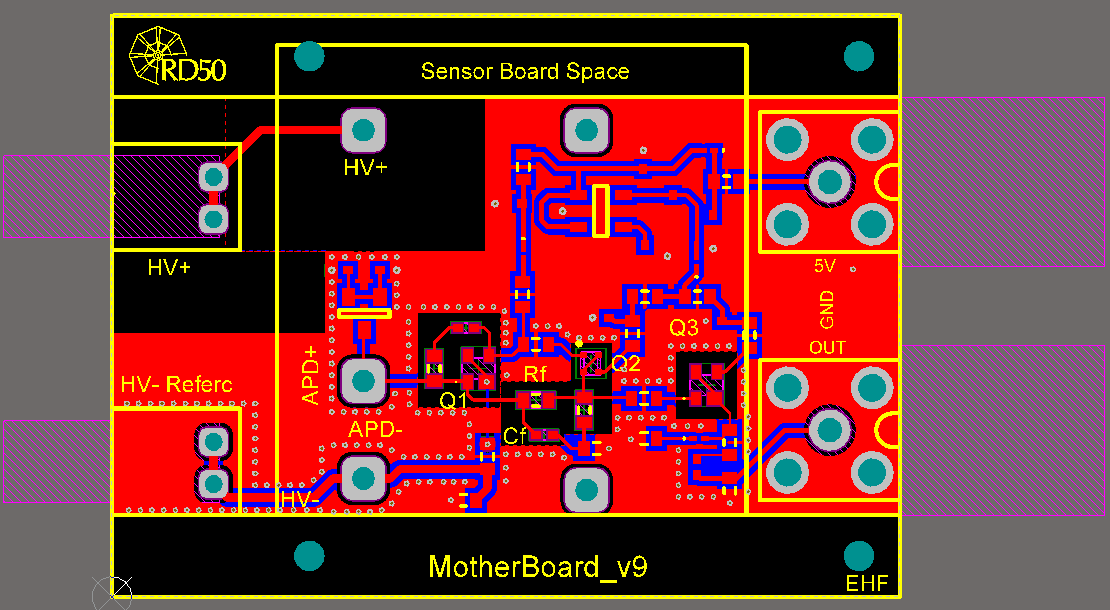 RD50
Sensor Board Space
HV+
HV+
5V
GND
OUT
Q3
Q2
Rf
APD+
HV- Referc
Q1
APD-
Cf
HV-
MotherBoard_v9
EHF